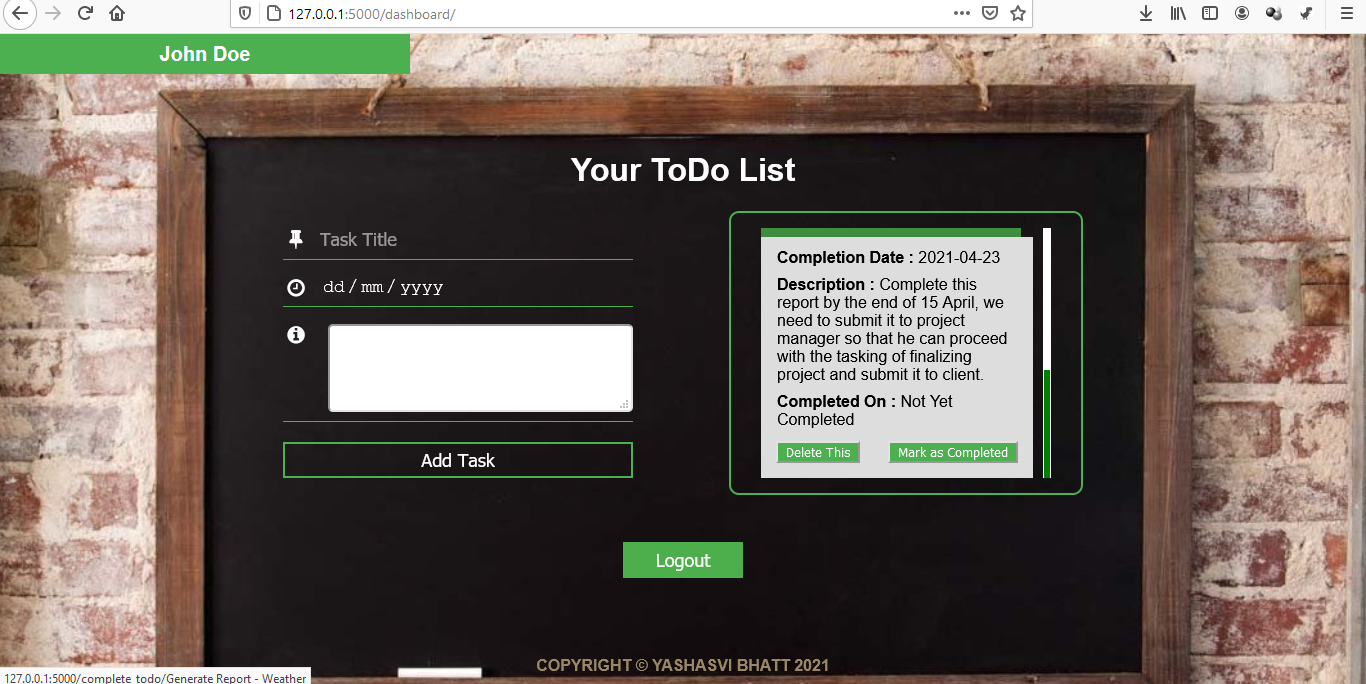 127.0.0.1:5000/dashboard/
John Doe
Your ToDo List
Task Title
dd / mm / yyyy
Add Task
Completion Date : 2021-04-23
Description : Complete this
report by the end of 15 April, we
need to submit it to project
manager so that he can proceed
with the tasking of finalizing
project and submit it to client.
Completed On : Not Yet
Completed
Delete This
Mark as Completed
Logout
COPYRIGHT © YASHASVI BHATT 2021
127.0.0.1:5000/complete_todo/Generate Report - Weather